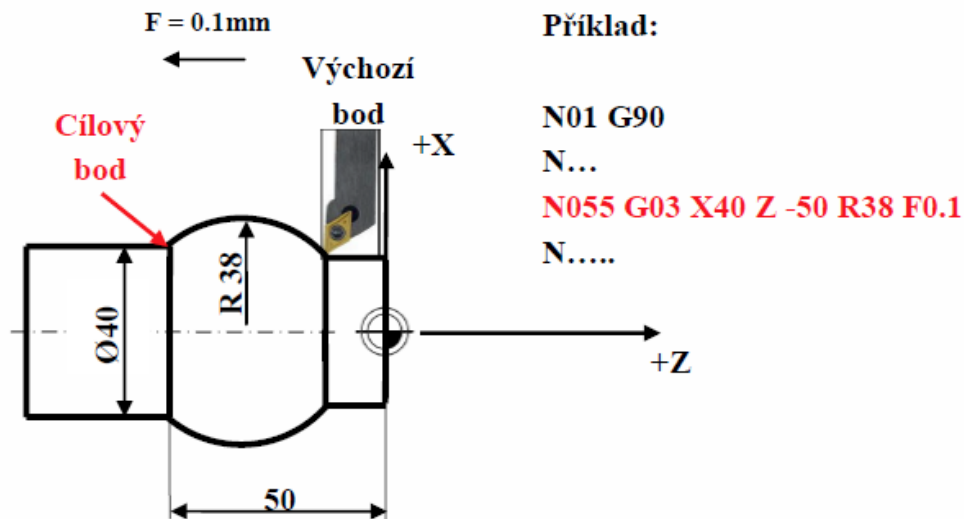 F = 0.1mm
Příklad:
Výchozí
bod
Cílový
bod
+X
N01 G90
N…
N055 G03 X40 Z -50 R38 F0.1
N…..
R 38
Ø40
+Z
50